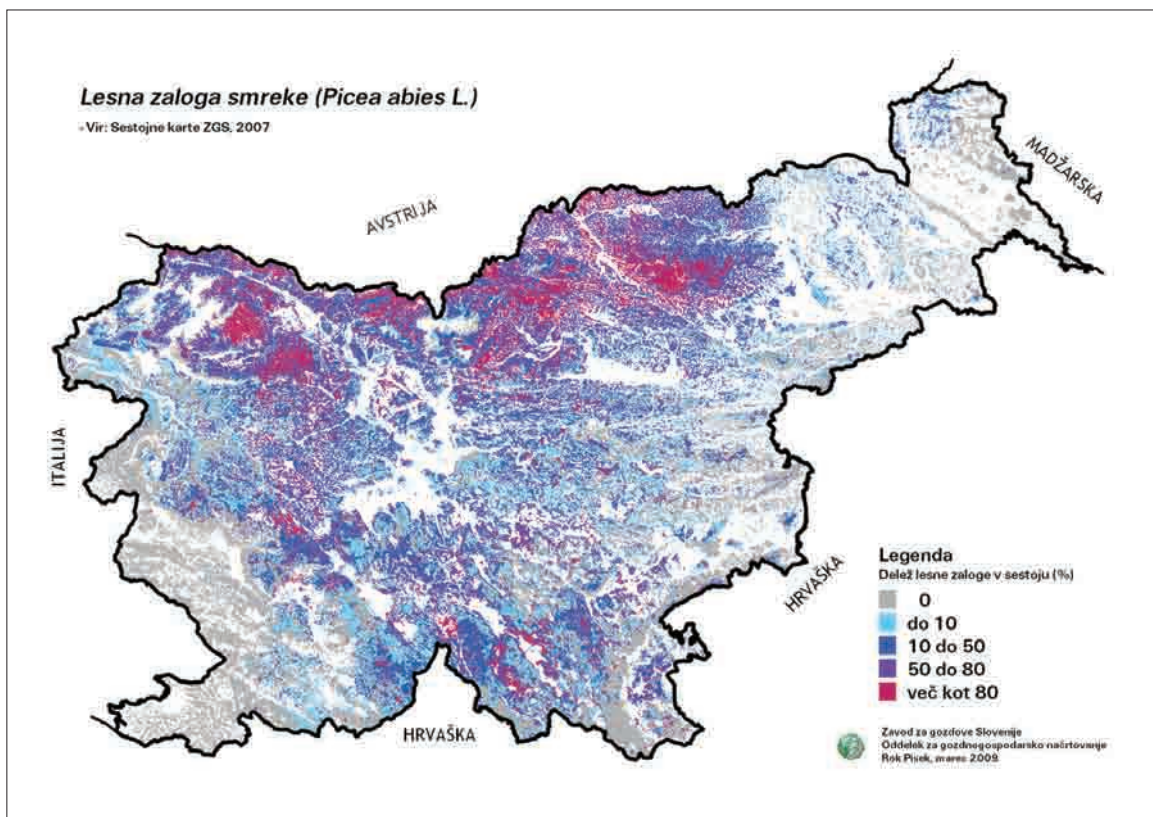 Lesna zaloga smreke (Picea abies L.)
- Vir: Sestojne karte ZGS, 2007
MADŽARSKA
AVSTRIJA
ITALIJA
HRVAŠKA
HRVAŠKA
Legenda
Delež lesne zaloge v sestoju (%)
0
do 10
10 do 50
50 do 80
več kot 80
Zavod za gozdove Slovenije
Oddelek za gozdnogospodarsko načrtovanje
Rok Pisek, marec 2009